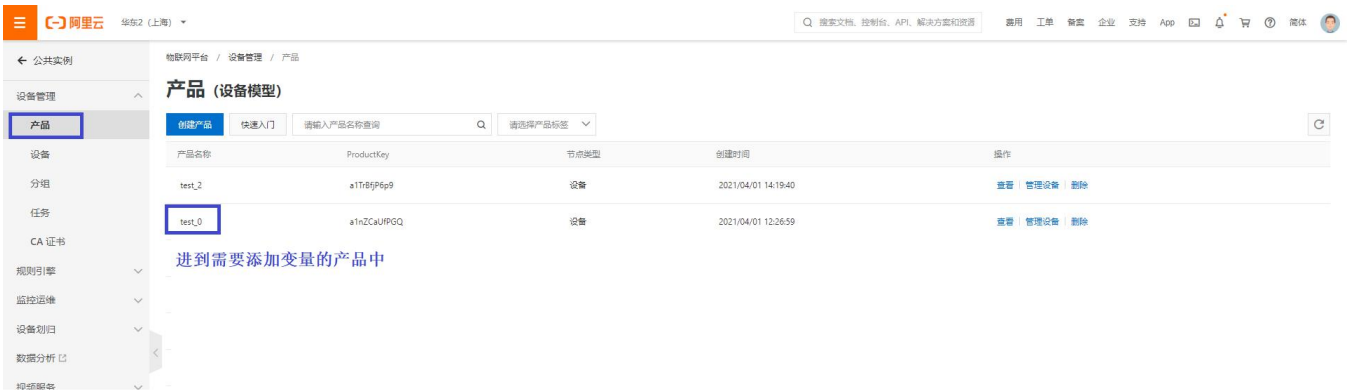 阿里云 华东2（上海） 搜索文档、控制台、API、解决方案和资源 费用 工单 备案 企业 支持 App 简体
公共实例
物联网平台 / 设备管理 / 产品
设备管理
产品（设备模型）
产品
创建产品 快速入门 请输入产品名称查询 请选择产品标签
设备
产品名称 ProductKey 节点类型 创建时间 操作
分组
test_2 a1TrBfjP6p9 设备 2021/04/01 14:19:40 查看 管理设备 删除
任务
test_0 a1nZCaUfPGQ 设备 2021/04/01 12:26:59 查看 管理设备 删除
CA 证书
进到需要添加变量的产品中
规则引擎
监控运维
设备划归
数据分析
视频服务